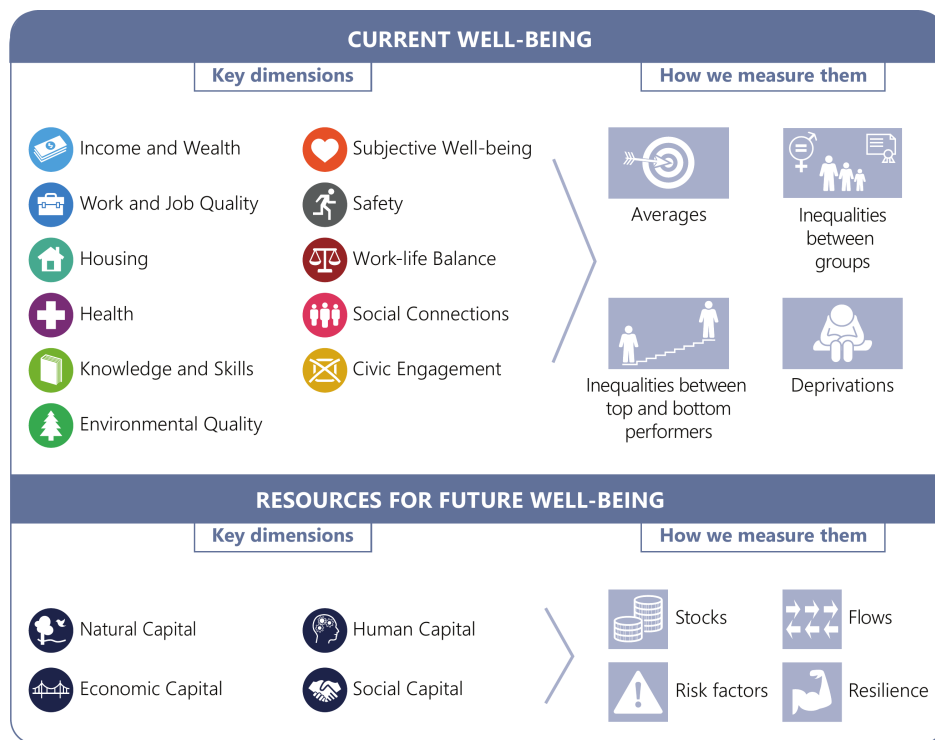 CURRENT WELL-BEING
Key dimensions
How we measure them
Income and Wealth
Work and Job Quality
Housing
Health
Knowledge and Skills
Environmental Quality
Subjective Well-being
Safety
Work-life Balance
Social Connections
Civic Engagement
Averages
Inequalities
between
groups
Inequalities between
top and bottom
performers
Deprivations
RESOURCES FOR FUTURE WELL-BEING
Key dimensions
How we measure them
Natural Capital
Economic Capital
Human Capital
Social Capital
Stocks
Flows
Risk factors
Resilience